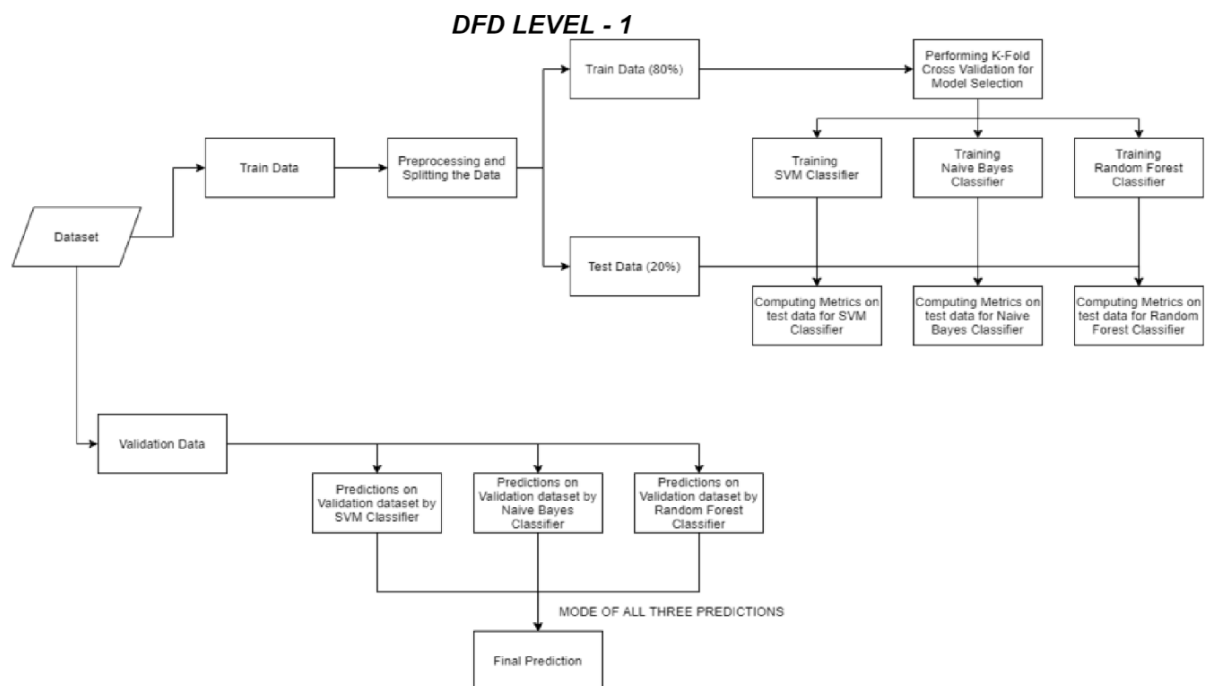 DFD LEVEL - 1
Train Data (80%)
Performing K-Fold
Cross Validation for
Model Selection
Train Data
Preprocessing and
Splitting the Data
Training
SVM Classifier
Training
Naive Bayes
Classifier
Training
Random Forest
Classifier
Dataset
Test Data (20%)
Computing Metrics on
test data for SVM
Classifier
Computing Metrics on
test data for Naive
Bayes Classifier
Computing Metrics on
test data for Random
Forest Classifier
Validation Data
Predictions on
Validation dataset by
SVM Classifier
Predictions on
Validation dataset by
Naive Bayes
Classifier
Predictions on
Validation dataset by
Random Forest
Classifier
MODE OF ALL THREE PREDICTIONS
Final Prediction